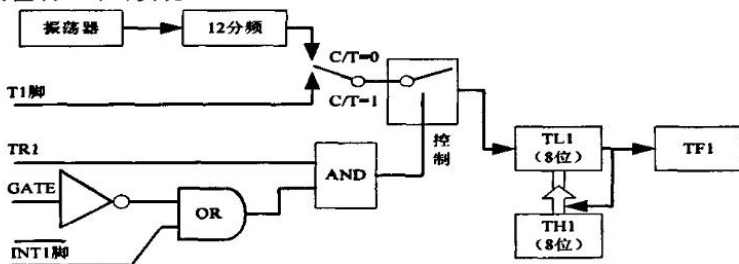 振荡器
12分频
C/T=0
T1脚
C/T=1
控制
TR1
AND
GATE
OR
INT1脚
TL1
(8位)
TF1
TH1
(8位)